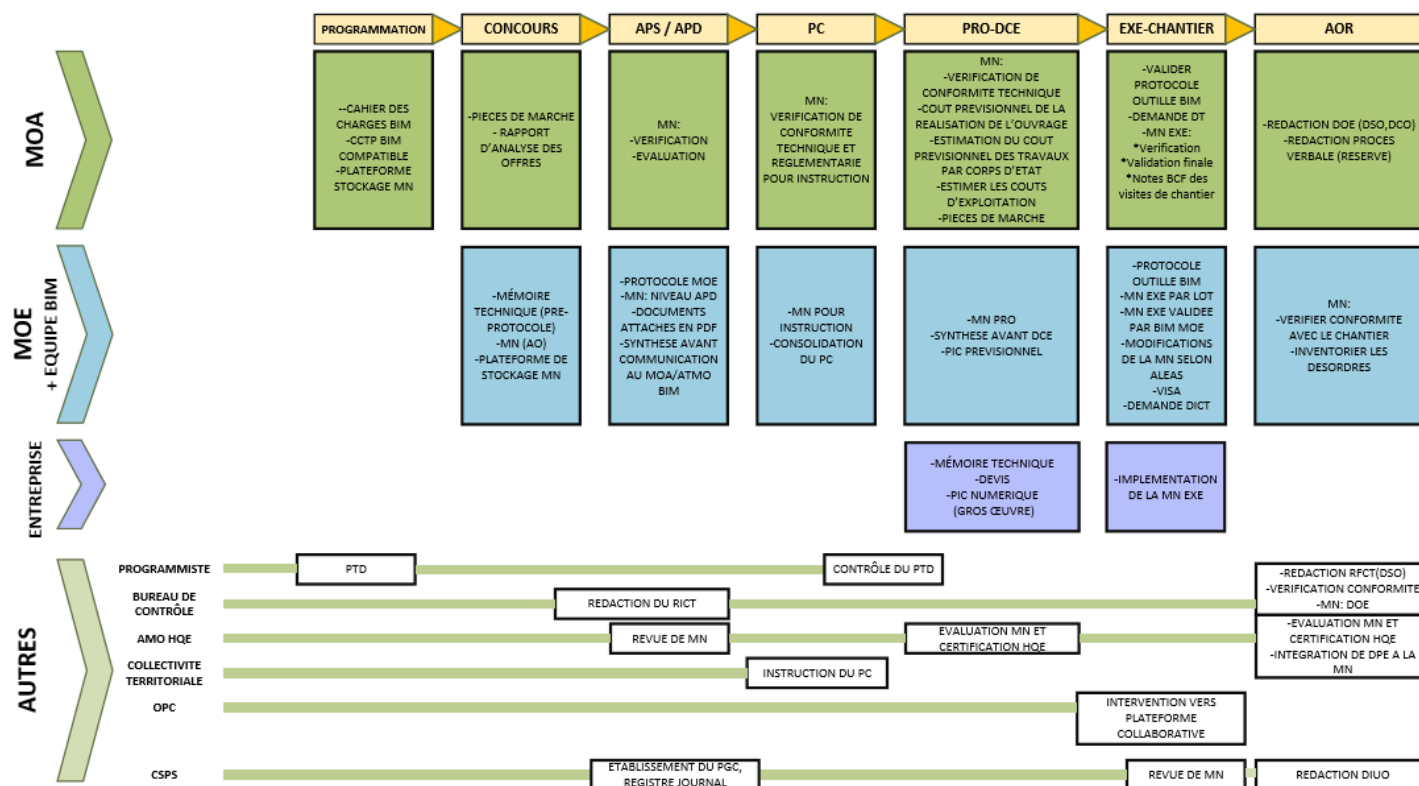 PROGRAMMATION
CONCOURS
APS / APD
PC
PRO-DCE
EXE-CHANTIER
AOR
MOA
--CAHIER DES
CHARGES BIM
-CCTP BIM
COMPATIBLE
-PLATEFORME
STOCKAGE MN
-PIECES DE MARCHE
- RAPPORT
D'ANALYSE DES
OFFRES
MN:
-VERIFICATION
-EVALUATION
MN:
VERIFICATION DE
CONFORMITE
TECHNIQUE ET
REGLEMENTARIE
POUR INSTRUCTION
MN:
-VERIFICATION DE
CONFORMITE TECHNIQUE
-COUT PREVISIONNEL DE LA
REALISATION DE L'OUVRAGE
-ESTIMATION DU COUT
PREVISIONNEL DES TRAVAUX
PAR CORPS D'ETAT
-ESTIMER LES COUTS
D'EXPLOITATION
-PIECES DE MARCHE
-VALIDER
PROTOCOLE
OUTILLE BIM
-DEMANDE DT
-MN EXE:
*Verification
*Validation finale
*Notes BCF des
visites de chantier
-REDACTION DOE (DSO,DCO)
-REDACTION PROCES
VERBALE (RESERVE)
MOE
+ EQUIPE BIM
-MÉMOIRE
TECHNIQUE (PRE-
PROTOCOLE)
-MN (AO)
-PLATEFORME DE
STOCKAGE MN
-PROTOCOLE MOE
-MN: NIVEAU APD
-DOCUMENTS
ATTACHES EN PDF
-SYNTHESE AVANT
COMMUNICATION
AU MOA/ATMO
BIM
-MN POUR
INSTRUCTION
-CONSOLIDATION
DU PC
-MN PRO
-SYNTHESE AVANT DCE
-PIC PREVISIONNEL
-PROTOCOLE
OUTILLE BIM
-MN EXE PAR LOT
-MN EXE VALIDEE
PAR BIM MOE
-MODIFICATIONS
DE LA MN SELON
ALEAS
-VISA
-DEMANDE DICT
MN:
-VERIFIER CONFORMITE
AVEC LE CHANTIER
-INVENTORIER LES
DESORDRES
ENTREPRISE
-MÉMOIRE TECHNIQUE
-DEVIS
-PIC NUMERIQUE
(GROS ŒUVRE)
-IMPLEMENTATION
DE LA MN EXE
AUTRES
PROGRAMMISTE
PTD
CONTRÔLE DU PTD
BUREAU DE
CONTRÔLE
REDACTION DU RICT
-REDACTION RFCT(DSO)
-VERIFICATION CONFORMITE
-MN: DOE
AMO HQE
REVUE DE MN
EVALUATION MN ET
CERTIFICATION HQE
-EVALUATION MN ET
CERTIFICATION HQE
-INTEGRATION DE DPE A LA
MN
COLLECTIVITE
TERRITORIALE
INSTRUCTION DU PC
OPC
INTERVENTION VERS
PLATEFORME
COLLABORATIVE
CSPS
ETABLISSEMENT DU PGC,
REGISTRE JOURNAL
REVUE DE MN
REDACTION DIUO